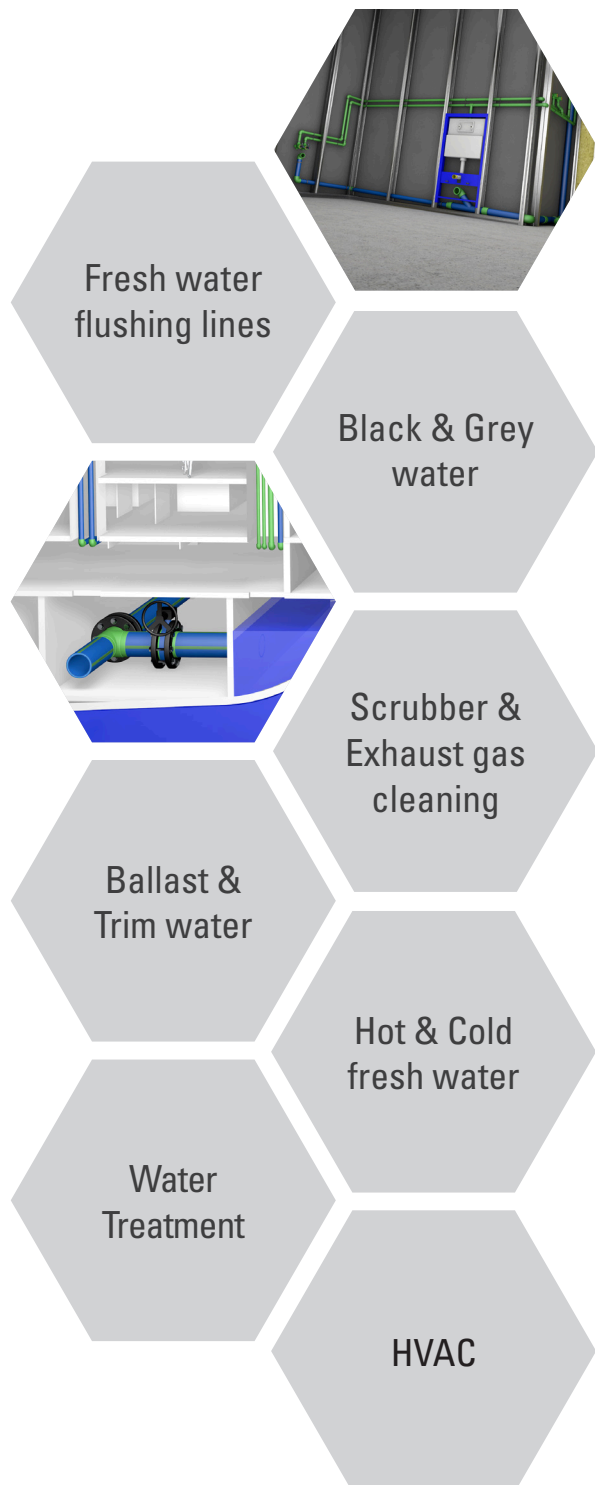 Fresh water
flushing lines
Black & Grey
water
Scrubber &
Exhaust gas
cleaning
Ballast &
Trim water
Hot & Cold
fresh water
Water
Treatment
HVAC